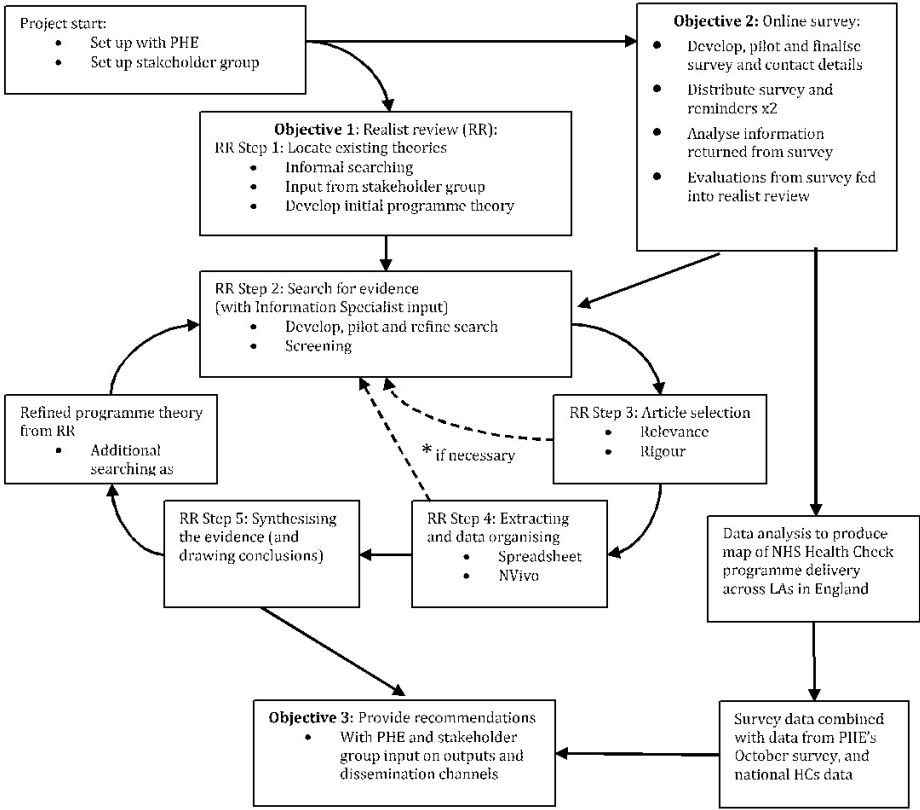 Project start:
• Set up with PHE
• Set up stakeholder group
Objective 2: Online survey:
• Develop, pilot and finalise
survey and contact details
• Distribute survey and
reminders x2
• Analyse information
returned from survey
• Evaluations from survey fed
into realist review
Objective 1: Realist review (RR):
RR Step 1: Locate existing theories
• Informal searching
• Input from stakeholder group
• Develop initial programme theory
RR Step 2: Search for evidence
(with Information Specialist input)
• Develop, pilot and refine search
• Screening
Refined programme theory
from RR
• Additional
searching as
RR Step 3: Article selection
• Relevance
• Rigour
* if necessary
RR Step 5: Synthesising
the evidence (and
drawing conclusions)
RR Step 4: Extracting
and data organising
• Spreadsheet
• NVivo
Data analysis to produce
map of NHS Health Check
programme delivery
across LAs in England
Objective 3: Provide recommendations
• With PHE and stakeholder
group input on outputs and
dissemination channels
Survey data combined
with data from PHE's
October survey, and
national HCs data